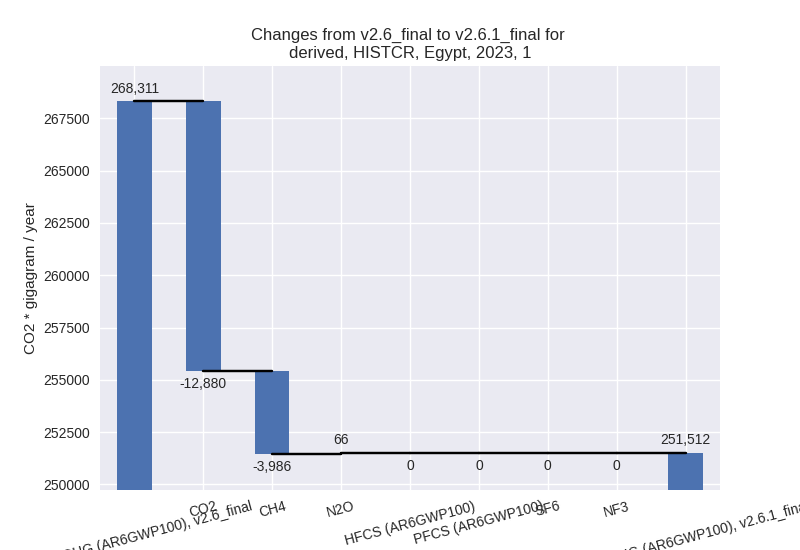 Changes from v2.6_final to v2.6.1_final for
derived, HISTCR, Egypt, 2023, 1
CO2 * gigagram / year
267500
265000
262500
260000
257500
255000
252500
250000
268,311
-12,880
-3,986
66
0
0
0
0
251,512
(AR6GWP100), v2.6_final
CO2
CH4
N2O
HFCS (AR6GWP100)
PFCS (AR6GWP100)
SF6
NF3
(AR6GWP100), v2.6.1_final